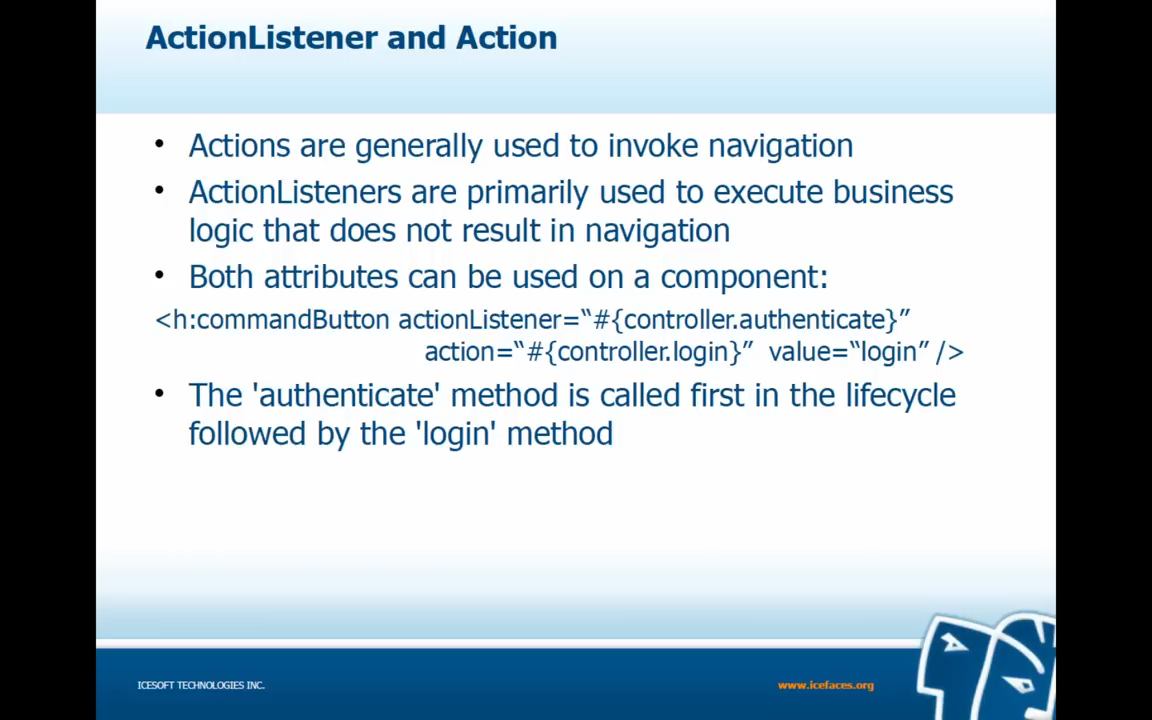 ActionListener and Action
• Actions are generally used to invoke navigation
• ActionListeners are primarily used to execute business
logic that does not result in navigation
• Both attributes can be used on a component:
<h:commandButton actionListener=“#{controller.authenticate}”
action=“#{controller.login}” value=“login” />
• The 'authenticate' method is called first in the lifecycle
followed by the 'login' method
ICESOFT TECHNOLOGIES INC.
www.icefaces.org